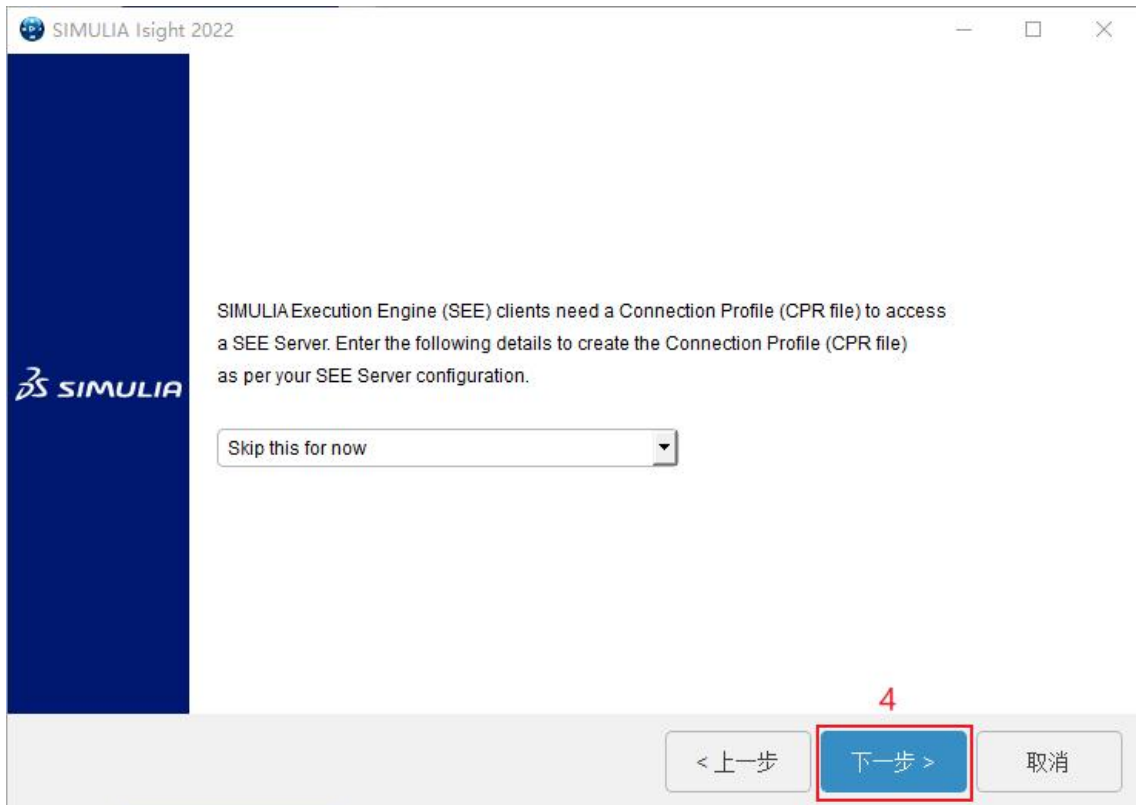 SIMULIA Isight 2022
SIMULIA Execution Engine (SEE) clients need a Connection Profile (CPR file) to access
a SEE Server. Enter the following details to create the Connection Profile (CPR file)
as per your SEE Server configuration.
SIMULIA
Skip this for now
4
< 上一步
下一步 >
取消